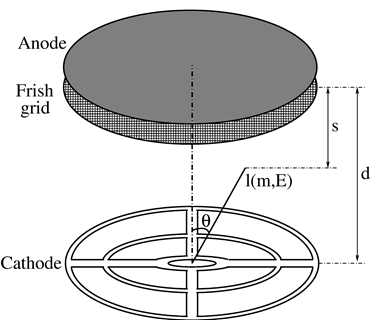 Anode
Frish
grid
s
l(m,E)
d
θ
Cathode